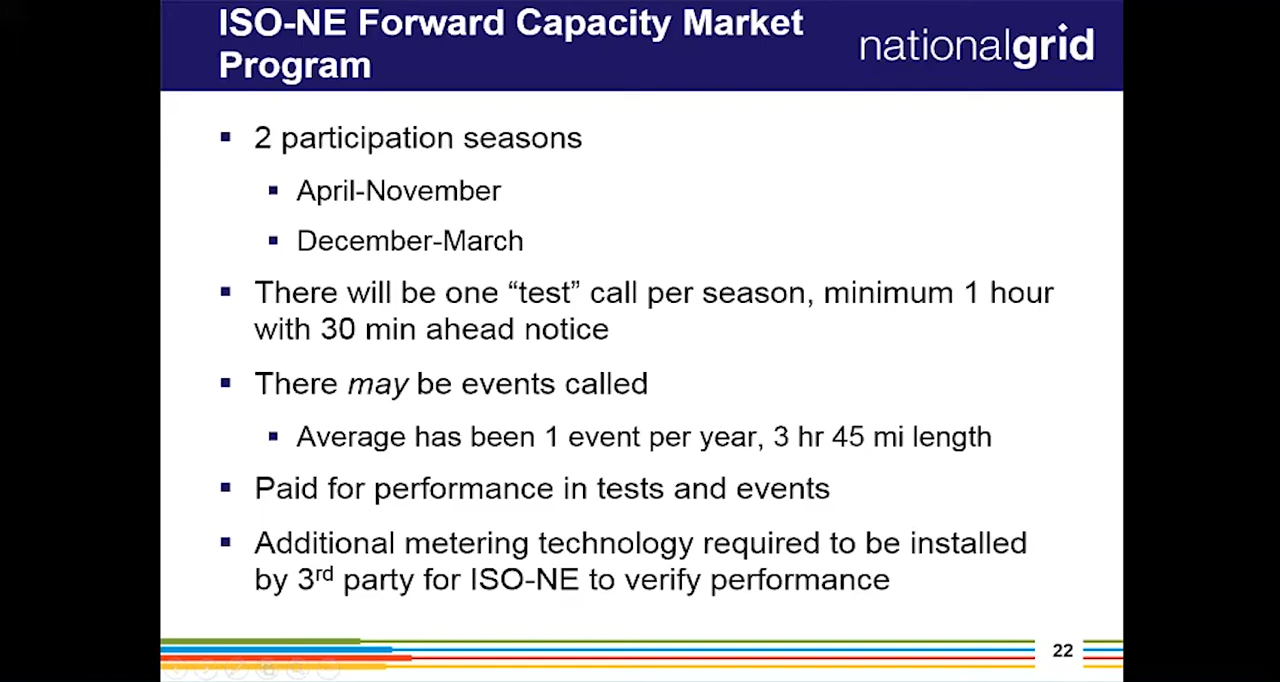 ISO-NE Forward Capacity Market
Program
nationalgrid
▪ 2 participation seasons
▪ April-November
▪ December-March
▪ There will be one “test” call per season, minimum 1 hour
with 30 min ahead notice
▪ There may be events called
▪ Average has been 1 event per year, 3 hr 45 mi length
▪ Paid for performance in tests and events
▪ Additional metering technology required to be installed
by 3rd party for ISO-NE to verify performance
22